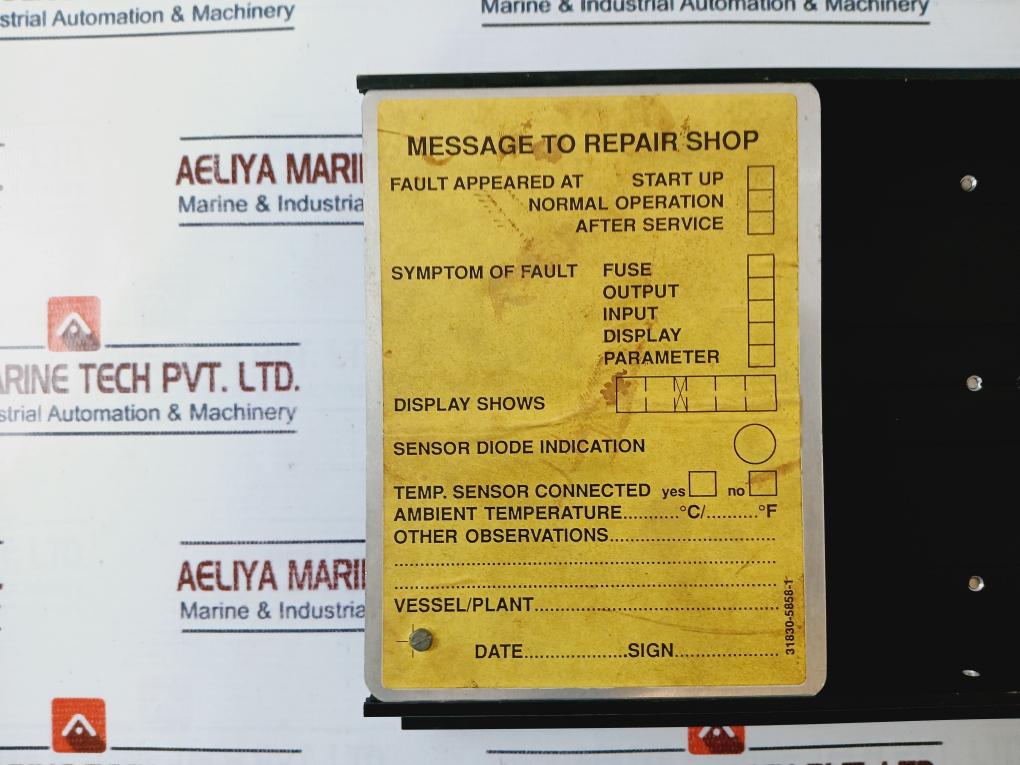 strial Automation & Machinery
Marine & Industrial Automation & Machinery
AELIYA MARI
Marine & Industria
ARINE TECH PVT. LTD.
strial Automation & Machinery
AELIYA MARI
Marine & Industria
MESSAGE TO REPAIR SHOP
FAULT APPEARED AT START UP
NORMAL OPERATION
AFTER SERVICE
SYMPTOM OF FAULT FUSE
OUTPUT
INPUT
DISPLAY
PARAMETER
DISPLAY SHOWS
SENSOR DIODE INDICATION
TEMP. SENSOR CONNECTED yes no
AMBIENT TEMPERATURE..........°C/.........°F
OTHER OBSERVATIONS..............................
VESSEL/PLANT............................................
DATE...................SIGN...................
31830-5858-1